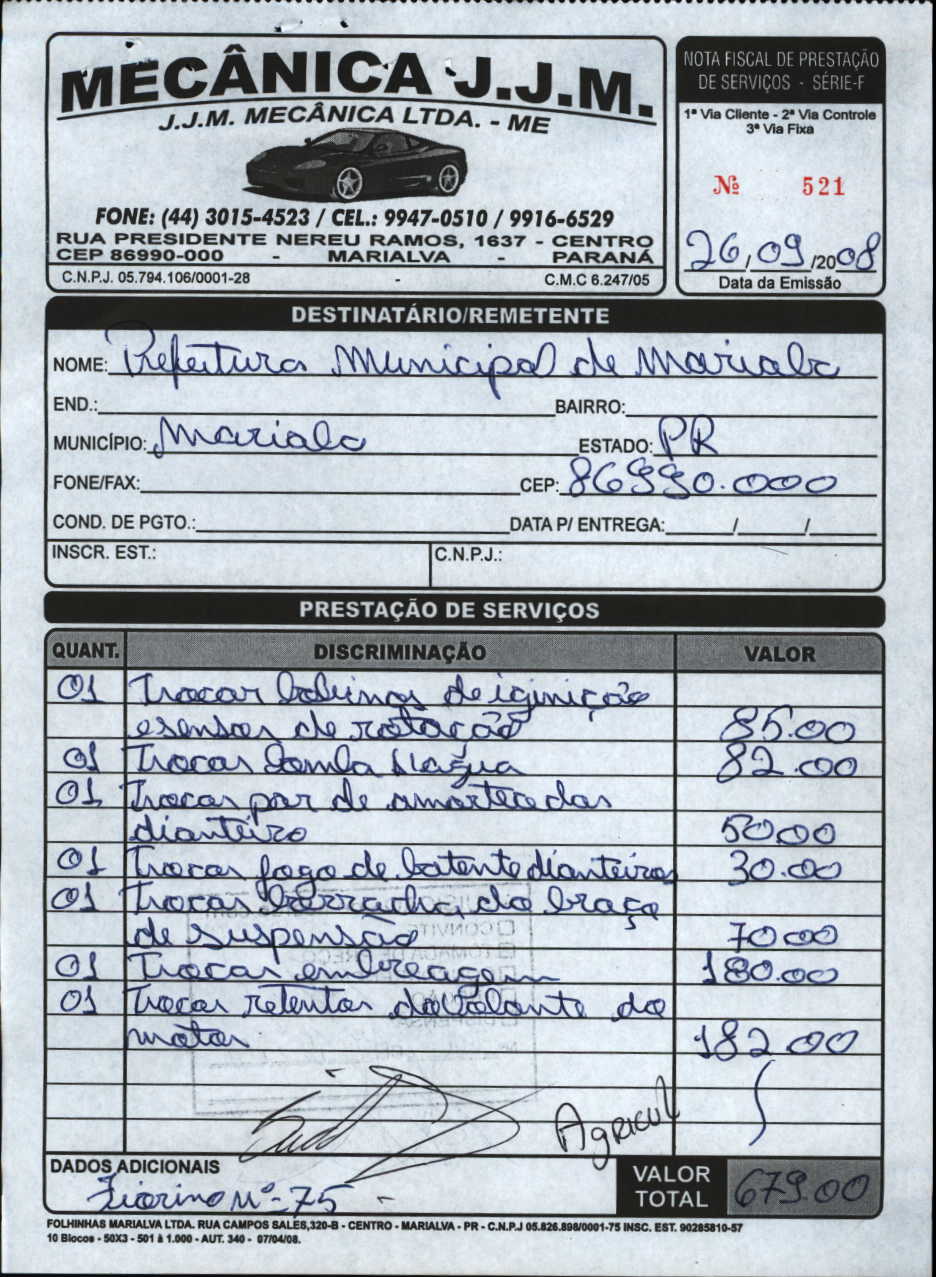 MECÂNICA J.J.M.
J.J.M. MECÂNICA LTDA. - ME
FONE: (44) 3015-4523 / CEL.: 9947-0510 / 9916-6529
RUA PRESIDENTE NEREU RAMOS, 1637 - CENTRO
CEP 86990-000 - MARIALVA - PARANÁ
C.N.P.J. 05.794.106/0001-28 - C.M.C 6.247/05
NOTA FISCAL DE PRESTAÇÃO
DE SERVIÇOS - SÉRIE-F
1ª Via Cliente - 2ª Via Controle
3ª Via Fixa
Nº 521
26/09/2008
Data da Emissão
DESTINATÁRIO/REMETENTE
NOME: Prefeitura Municipal de Marialva
END.: BAIRRO:
MUNICÍPIO: Marialva ESTADO: PR
FONE/FAX: CEP: 86990.000
COND. DE PGTO.: DATA P/ ENTREGA: / /
INSCR. EST.: C.N.P.J.:
PRESTAÇÃO DE SERVIÇOS
QUANT. DISCRIMINAÇÃO VALOR
01 Trocar bobina de iginição
e sensor de rotação 85.00
01 Trocar bomba d'água 82.00
01 Trocar par de amortecedor
dianteiro 50.00
01 Trocar jogo de batente dianteiros 30.00
01 Trocar borracha do braço
de suspensão 70.00
01 Trocar embreagem 180.00
01 Trocar retentor do volante do
motor 182.00
Agricul
DADOS ADICIONAIS
Fiorino Nº 75 -
VALOR
TOTAL 679.00
FOLHINHAS MARIALVA LTDA. RUA CAMPOS SALES,320-B - CENTRO - MARIALVA - PR - C.N.P.J 05.826.898/0001-75 INSC. EST. 90285810-57
10 Blocos - 50X3 - 501 à 1.000 - AUT. 340 - 07/04/08.